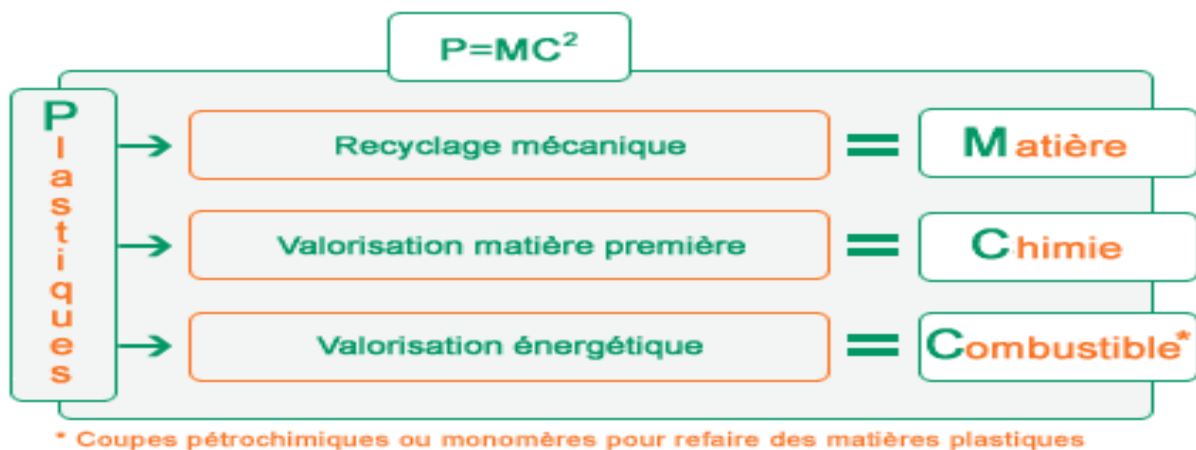 P=MC²
Plastiques
Recyclage mécanique = Matière
Valorisation matière première = Chimie
Valorisation énergétique = Combustible*
* Coupes pétrochimiques ou monomères pour refaire des matières plastiques